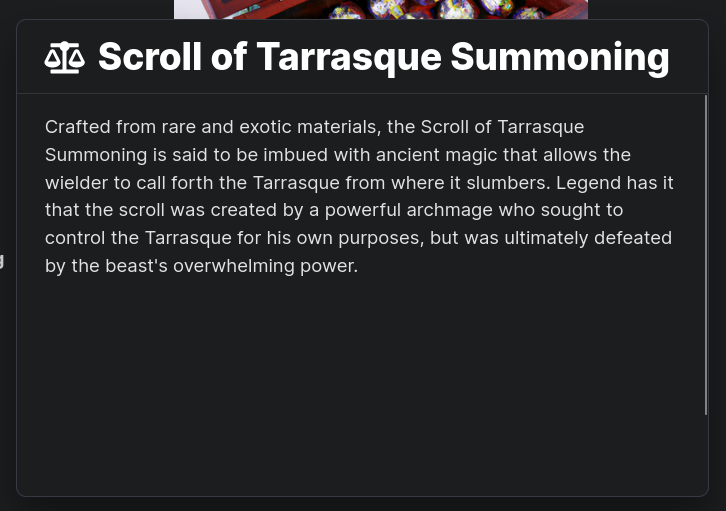 Scroll of Tarrasque Summoning
Crafted from rare and exotic materials, the Scroll of Tarrasque
Summoning is said to be imbued with ancient magic that allows the
wielder to call forth the Tarrasque from where it slumbers. Legend has it
that the scroll was created by a powerful archmage who sought to
control the Tarrasque for his own purposes, but was ultimately defeated
by the beast's overwhelming power.